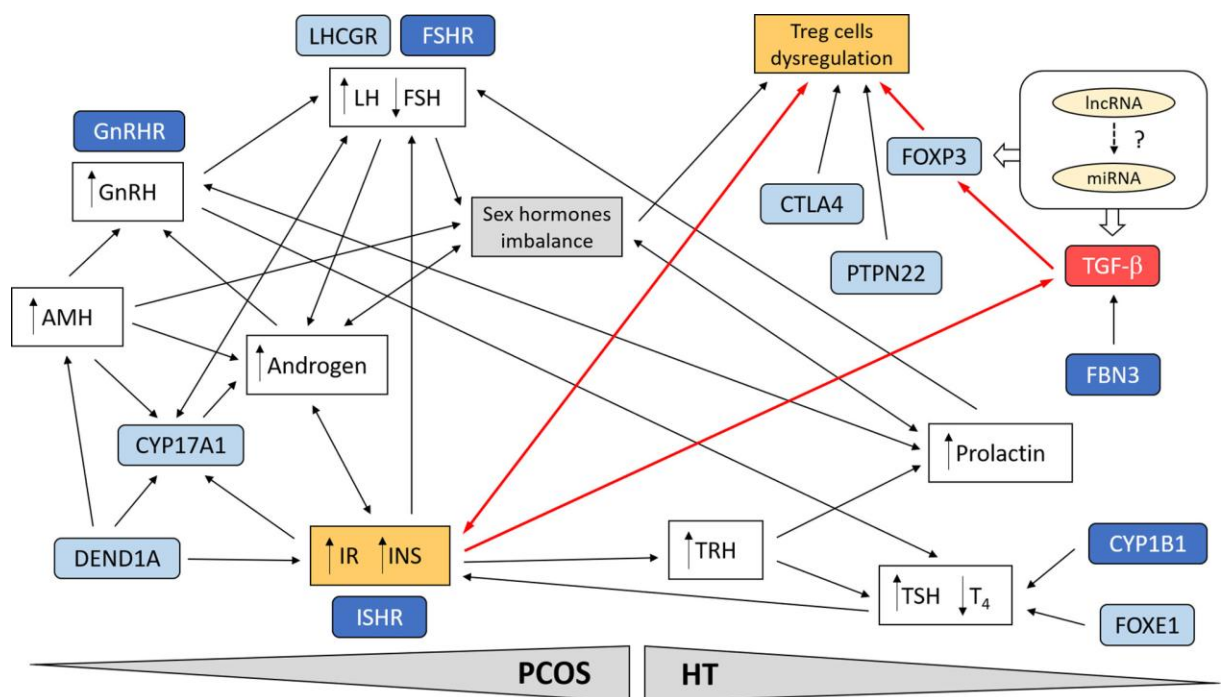 LHCGR
FSHR
Treg cells
dysregulation
LH FSH
lncRNA
?
miRNA
GnRHR
FOXP3
GnRH
CTLA4
Sex hormones
imbalance
PTPN22
TGF-β
AMH
Androgen
FBN3
CYP17A1
Prolactin
DEND1A
IR INS
TRH
CYP1B1
TSH T4
ISHR
FOXE1
PCOS
HT